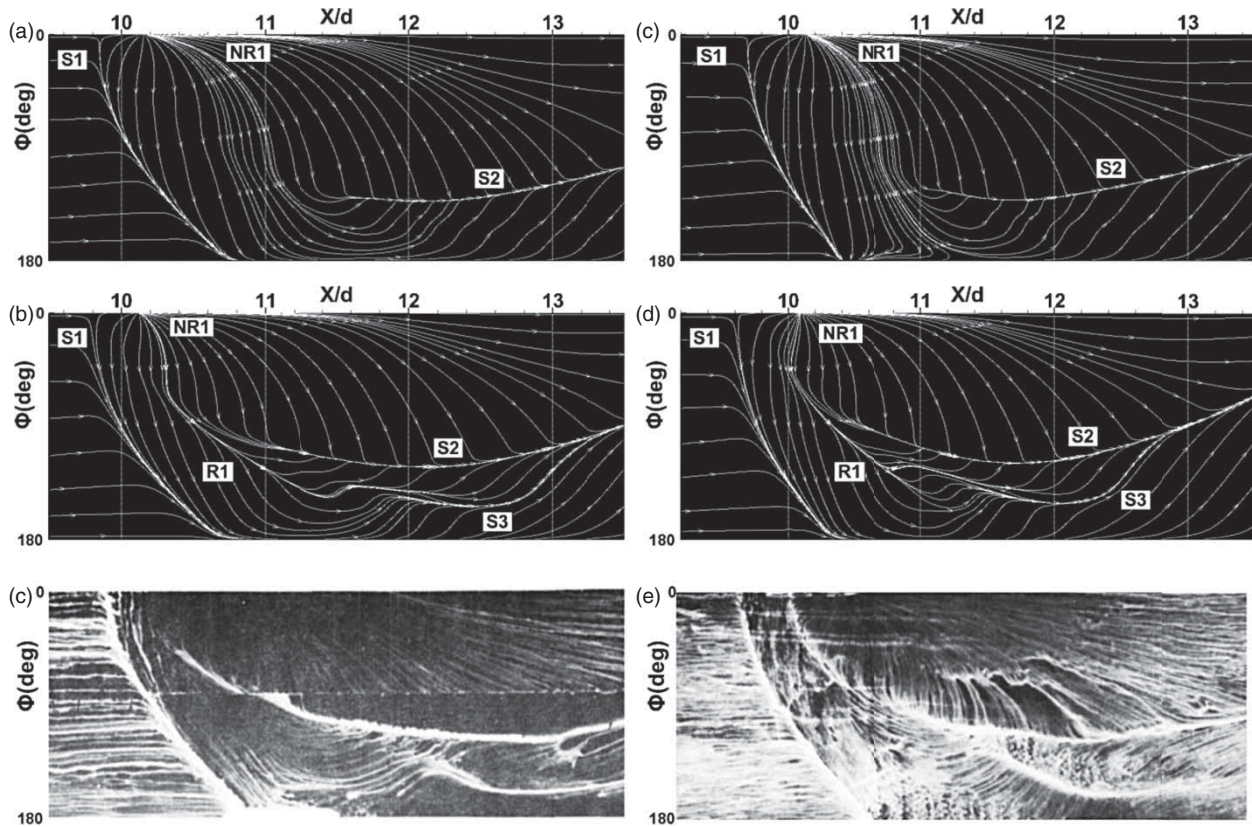 (a)
X/d
10 11 12 13
0
Φ(deg)
180
S1
NR1
S2
(c)
X/d
10 11 12 13
0
Φ(deg)
180
S1
NR1
S2
(b)
X/d
10 11 12 13
0
Φ(deg)
180
S1
NR1
R1
S2
S3
(d)
X/d
10 11 12 13
0
Φ(deg)
180
S1
NR1
R1
S2
S3
(c)
0
Φ(deg)
180
(e)
0
Φ(deg)
180